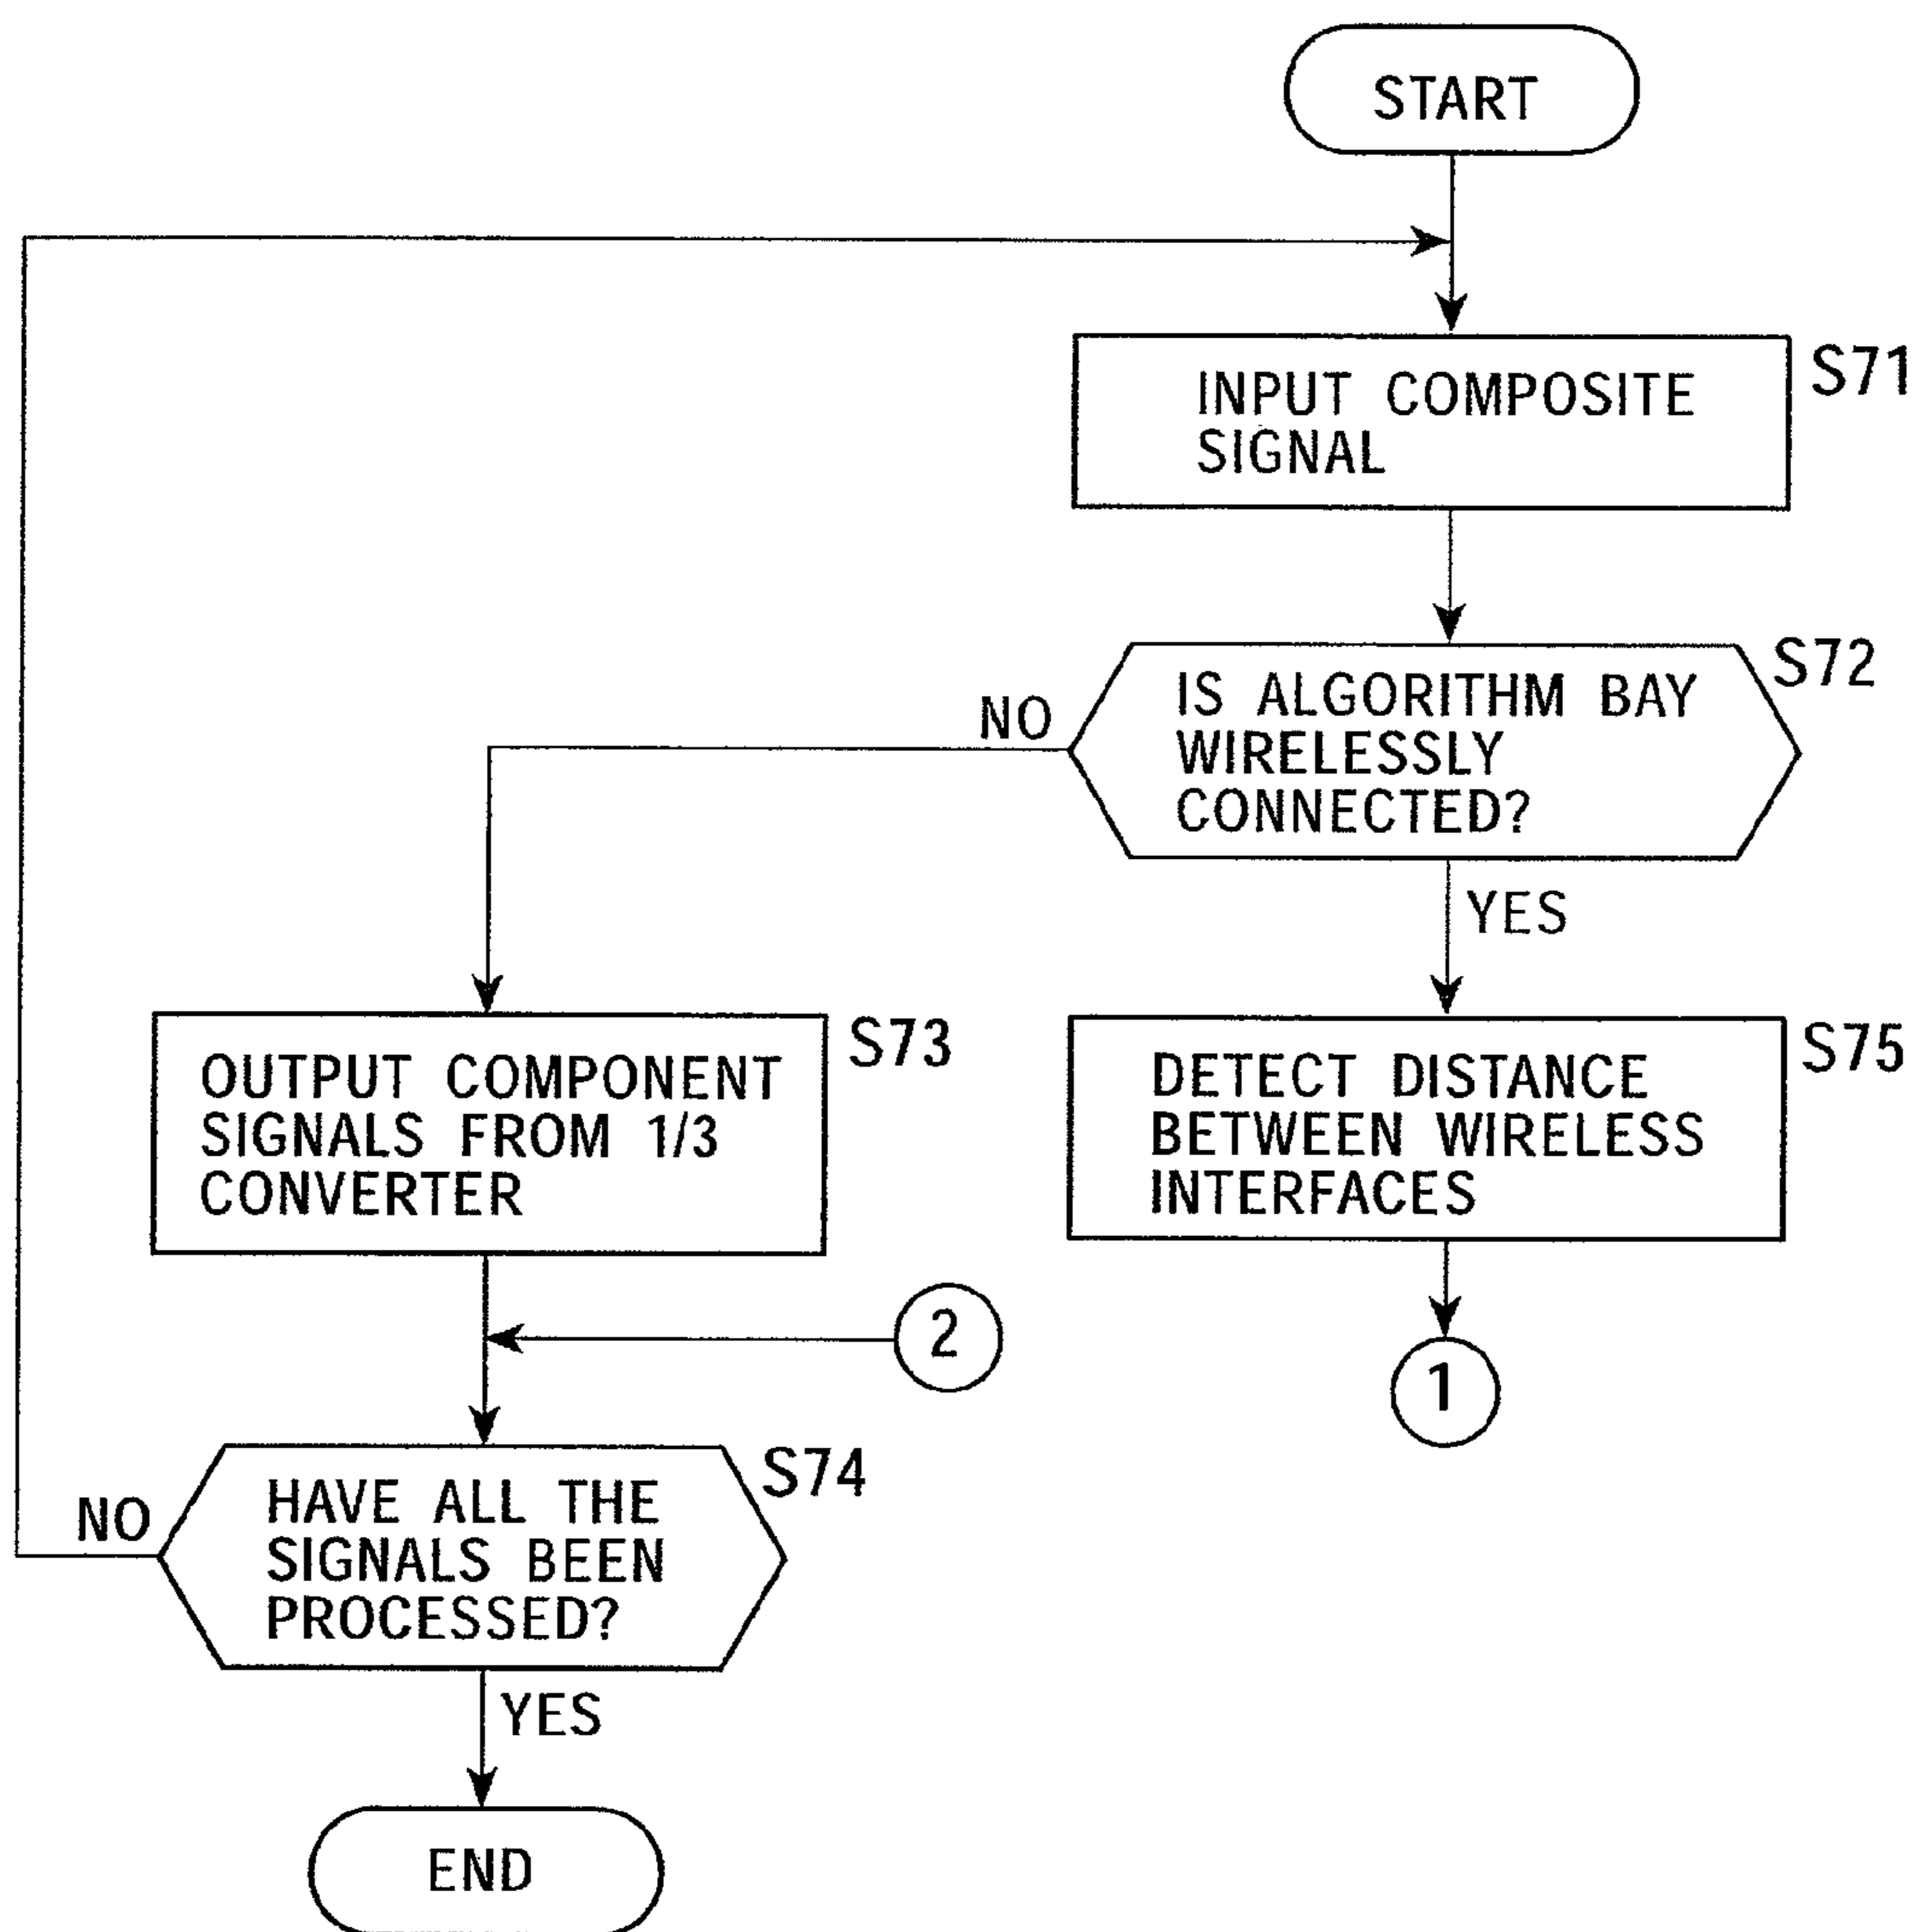 START
INPUT COMPOSITE
SIGNAL
S71
IS ALGORITHM BAY
WIRELESSLY
CONNECTED?
S72
NO
YES
OUTPUT COMPONENT
SIGNALS FROM 1/3
CONVERTER
S73
DETECT DISTANCE
BETWEEN WIRELESS
INTERFACES
S75
2
1
HAVE ALL THE
SIGNALS BEEN
PROCESSED?
S74
NO
YES
END